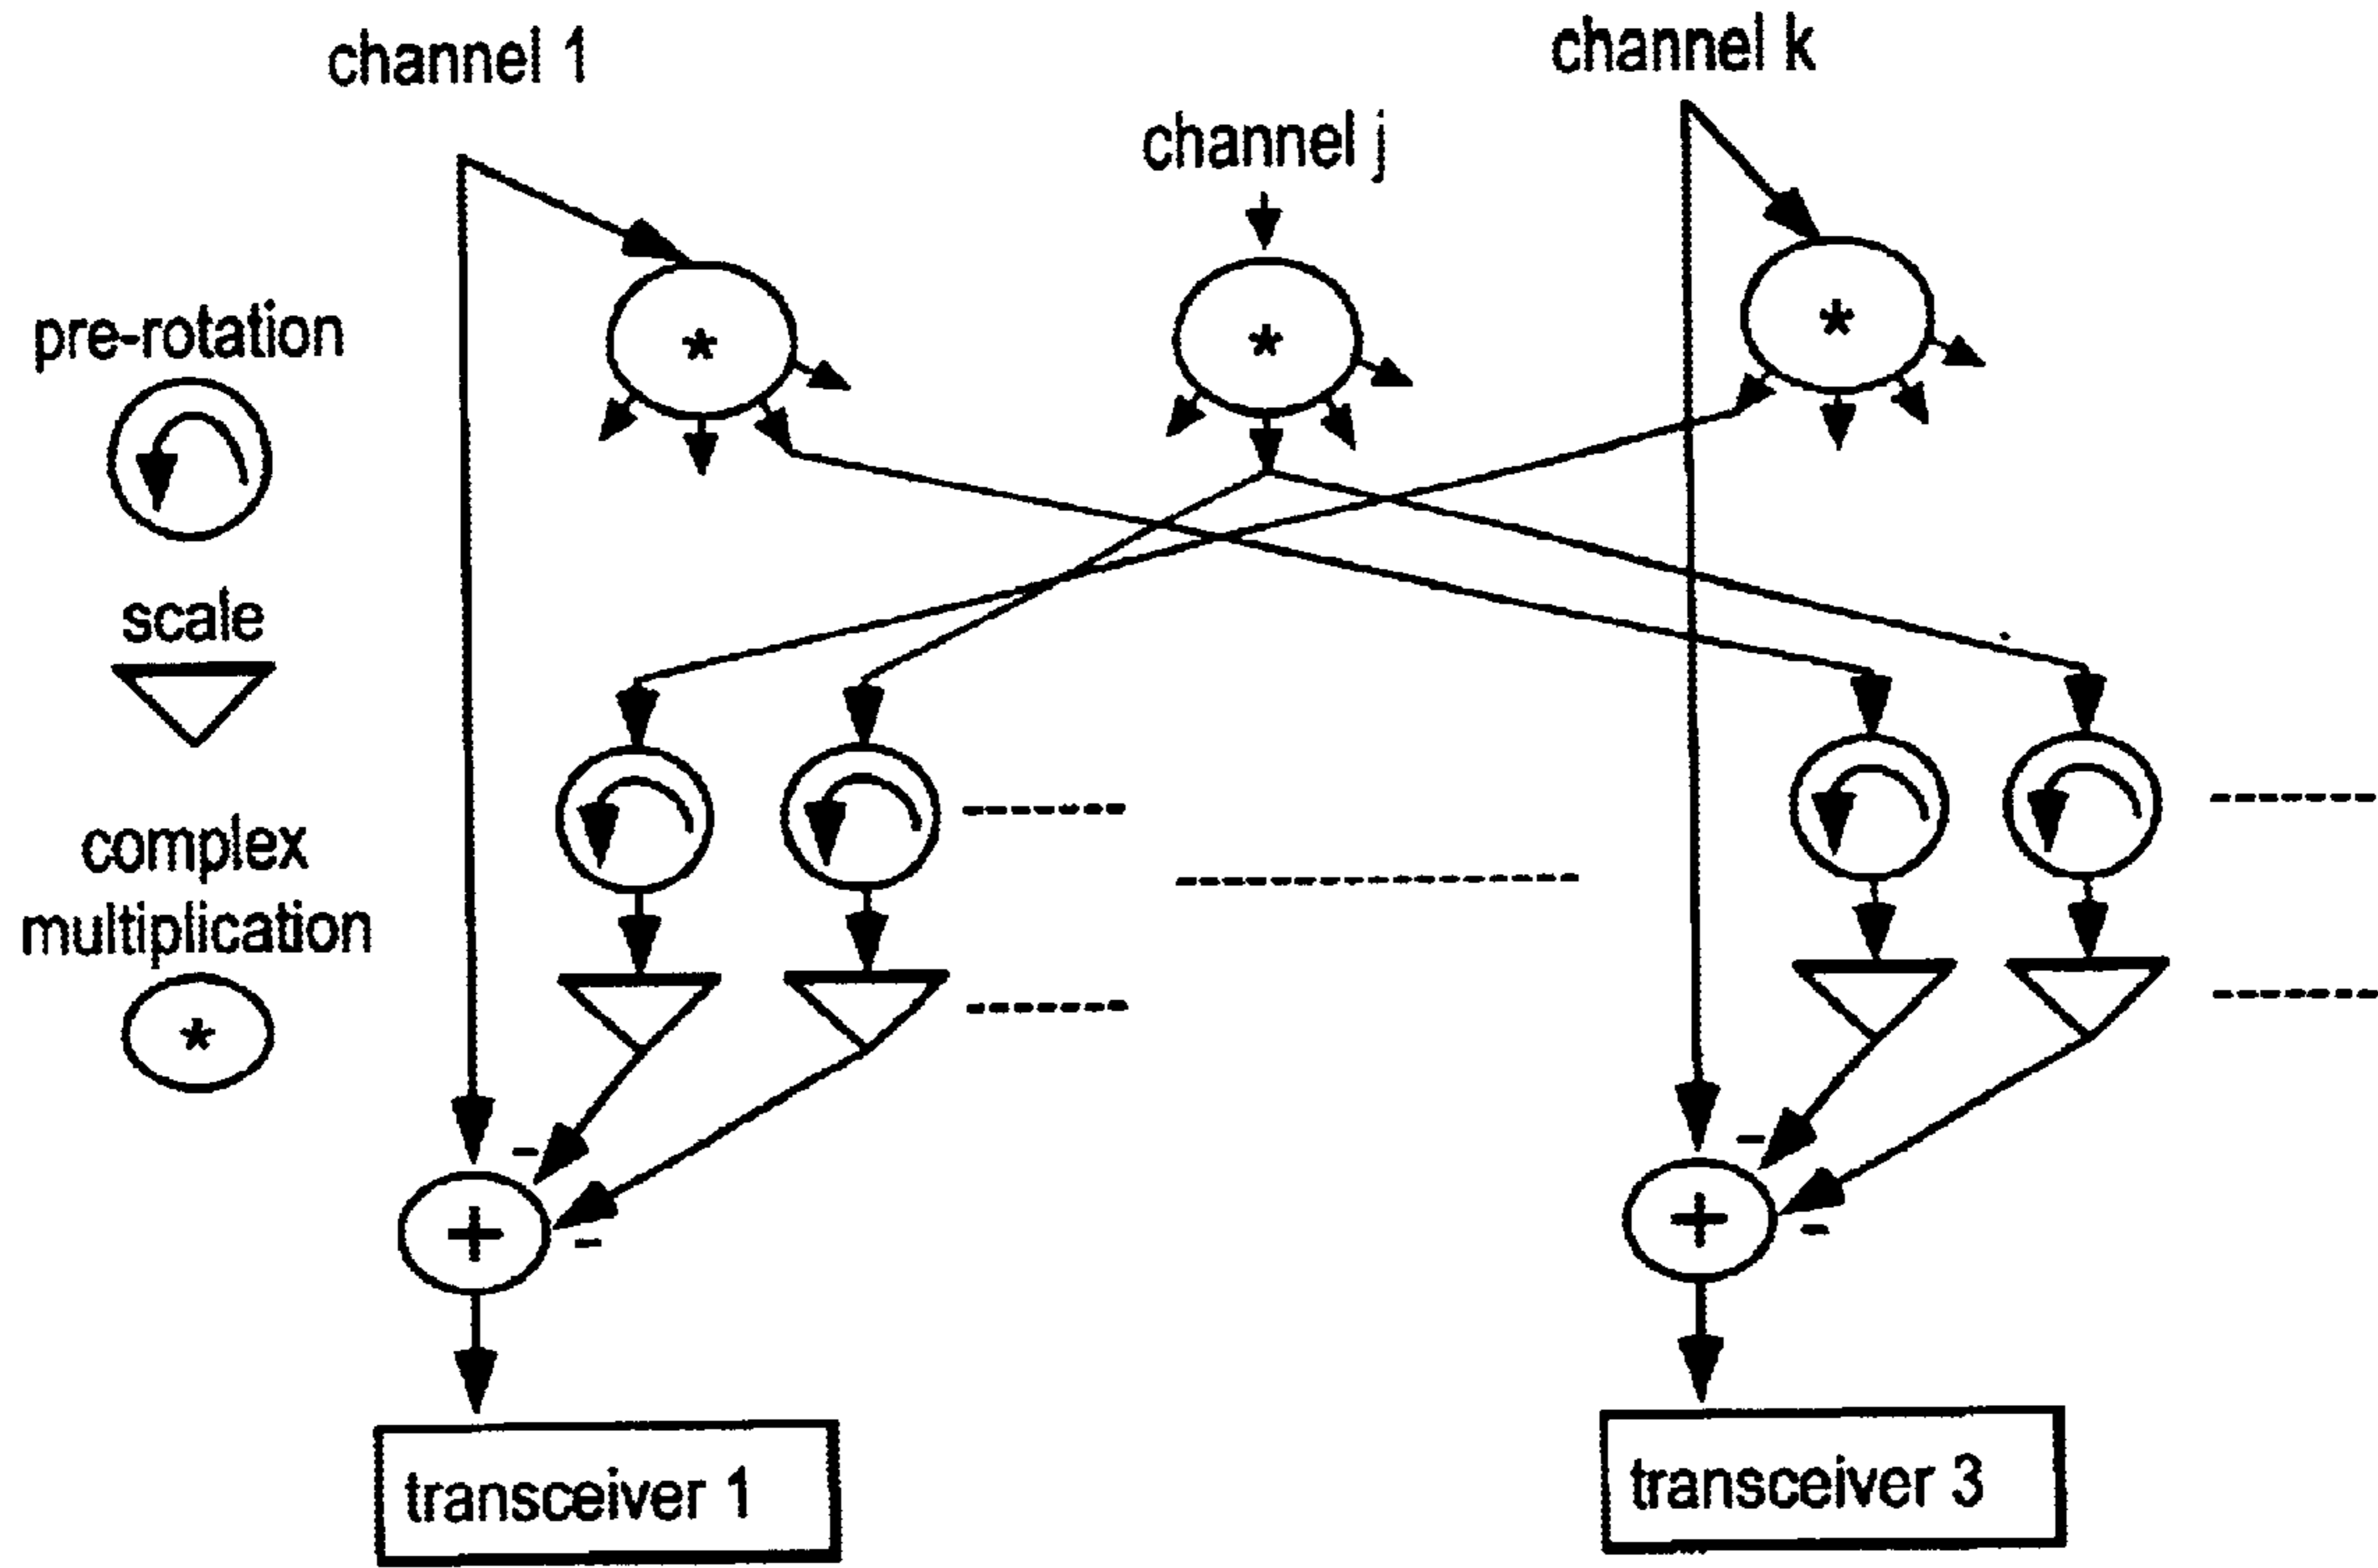 channel 1
channel k
channel j
pre-rotation
*
*
*
scale
complex
multiplication
*
-
-
+
-
-
+
transceiver 1
transceiver 3